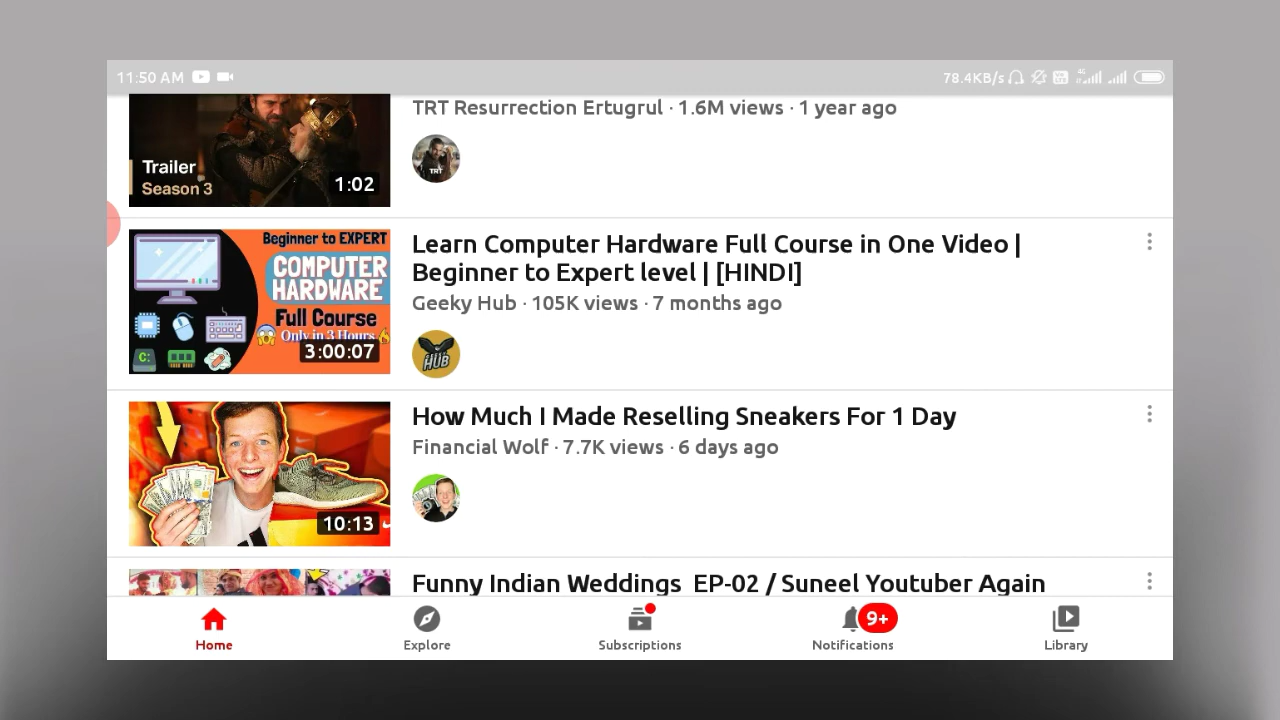 11:50 AM
78.4KB/s
4G
TRT Resurrection Ertugrul · 1.6M views · 1 year ago
Trailer
Season 3
1:02
TRT
Learn Computer Hardware Full Course in One Video |
Beginner to Expert level | [HINDI]
Geeky Hub · 105K views · 7 months ago
Beginner to EXPERT
COMPUTER
HARDWARE
Full Course
Only in 3 Hours
C:
3:00:07
HUB
How Much I Made Reselling Sneakers For 1 Day
Financial Wolf · 7.7K views · 6 days ago
10:13
Funny Indian Weddings EP-02 / Suneel Youtuber Again
Home
Explore
Subscriptions
9+
Notifications
Library